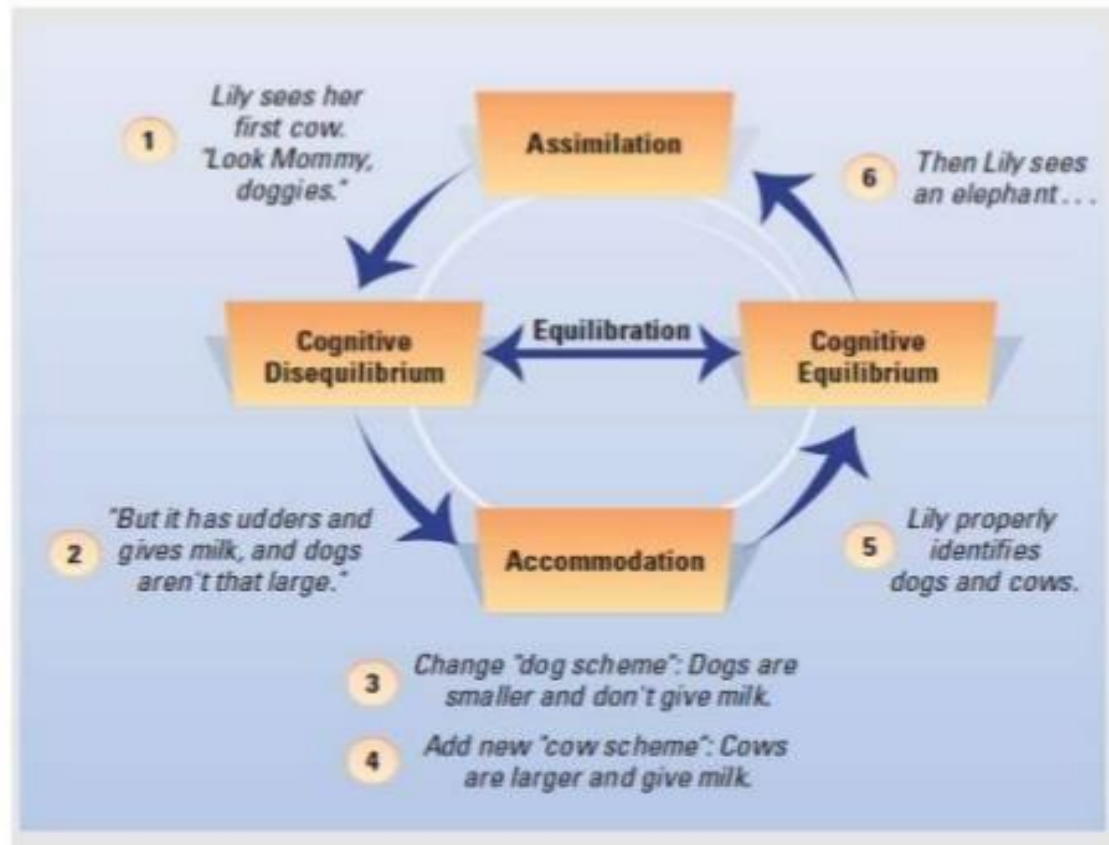 1
Lily sees her
first cow.
"Look Mommy,
doggies."
Assimilation
6
Then Lily sees
an elephant . . .
Cognitive
Disequilibrium
Equilibration
Cognitive
Equilibrium
2
"But it has udders and
gives milk, and dogs
aren't that large."
Accommodation
5
Lily properly
identifies
dogs and cows.
3
Change "dog scheme": Dogs are
smaller and don't give milk.
4
Add new "cow scheme": Cows
are larger and give milk.